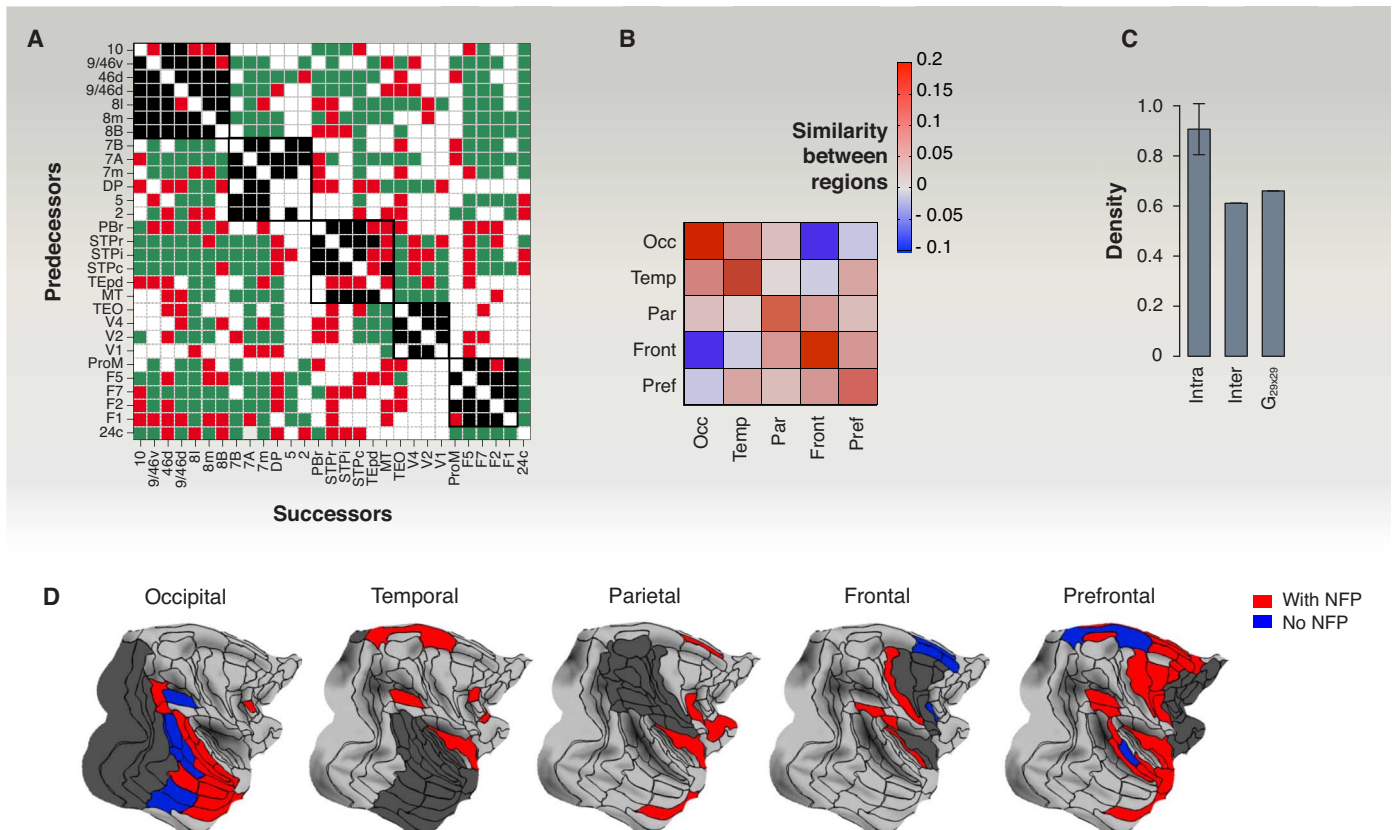 A
Predecessors
10
9/46v
46d
9/46d
8l
8m
8B
7B
7A
7m
DP
5
2
PBr
STPr
STPi
STPc
TEpd
MT
TEO
V4
V2
V1
ProM
F5
F7
F2
F1
24c
10
9/46v
46d
9/46d
8l
8m
8B
7B
7A
7m
DP
5
2
PBr
STPr
STPi
STPc
TEpd
MT
TEO
V4
V2
V1
ProM
F5
F7
F2
F1
24c
Successors
B
Similarity
between
regions
0.2
0.15
0.1
0.05
0
- 0.05
- 0.1
Occ
Temp
Par
Front
Pref
Occ
Temp
Par
Front
Pref
C
Density
1.0
0.8
0.6
0.4
0.2
0
Intra
Inter
G29x29
D
Occipital
Temporal
Parietal
Frontal
Prefrontal
With NFP
No NFP